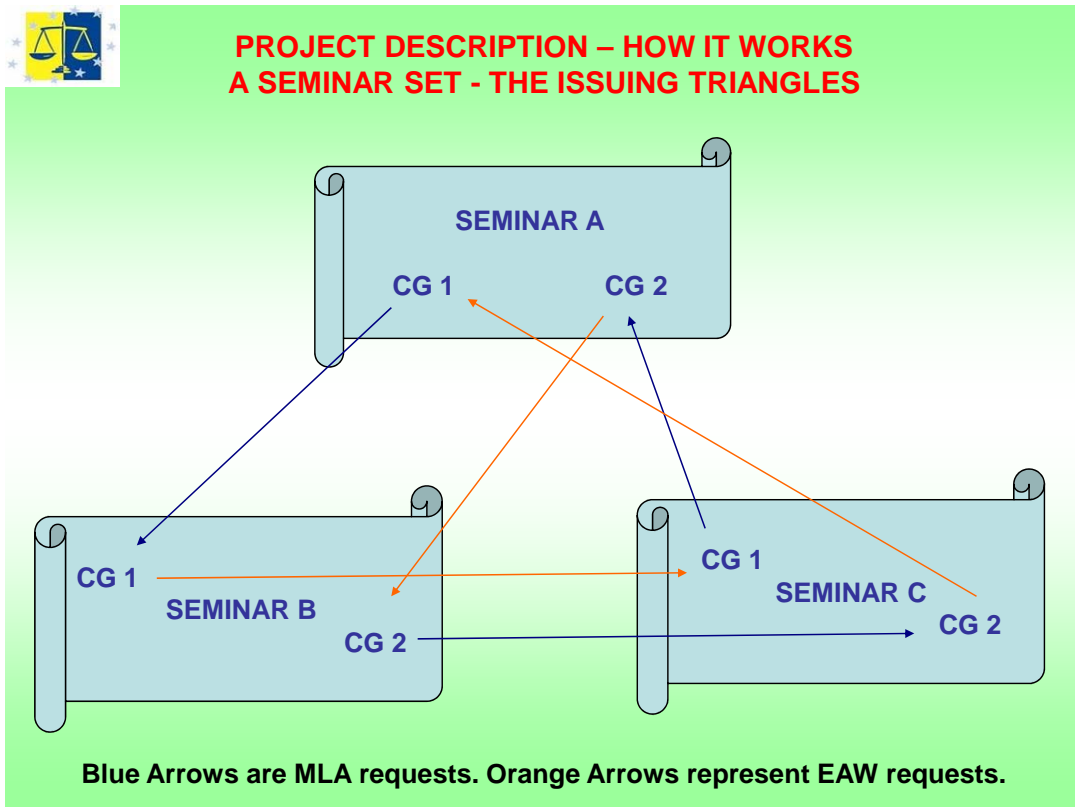 PROJECT DESCRIPTION – HOW IT WORKS
A SEMINAR SET - THE ISSUING TRIANGLES
SEMINAR A
CG 1
CG 2
CG 1
SEMINAR B
CG 2
CG 1
SEMINAR C
CG 2
Blue Arrows are MLA requests. Orange Arrows represent EAW requests.